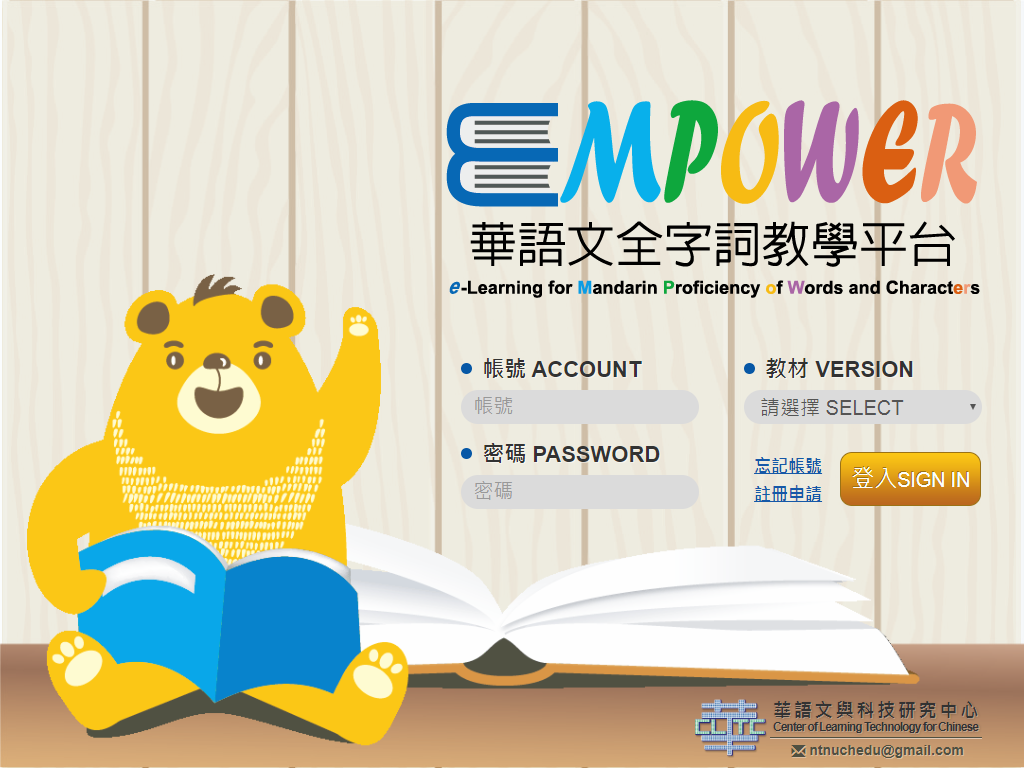 EMPOWER
華語文全字詞教學平台
e-Learning for Mandarin Proficiency of Words and Characters
帳號 ACCOUNT
帳號
密碼 PASSWORD
密碼
教材 VERSION
請選擇 SELECT
忘記帳號
註冊申請
登入SIGN IN
CLTC
華語文與科技研究中心
Center of Learning Technology for Chinese
ntnuchedu@gmail.com